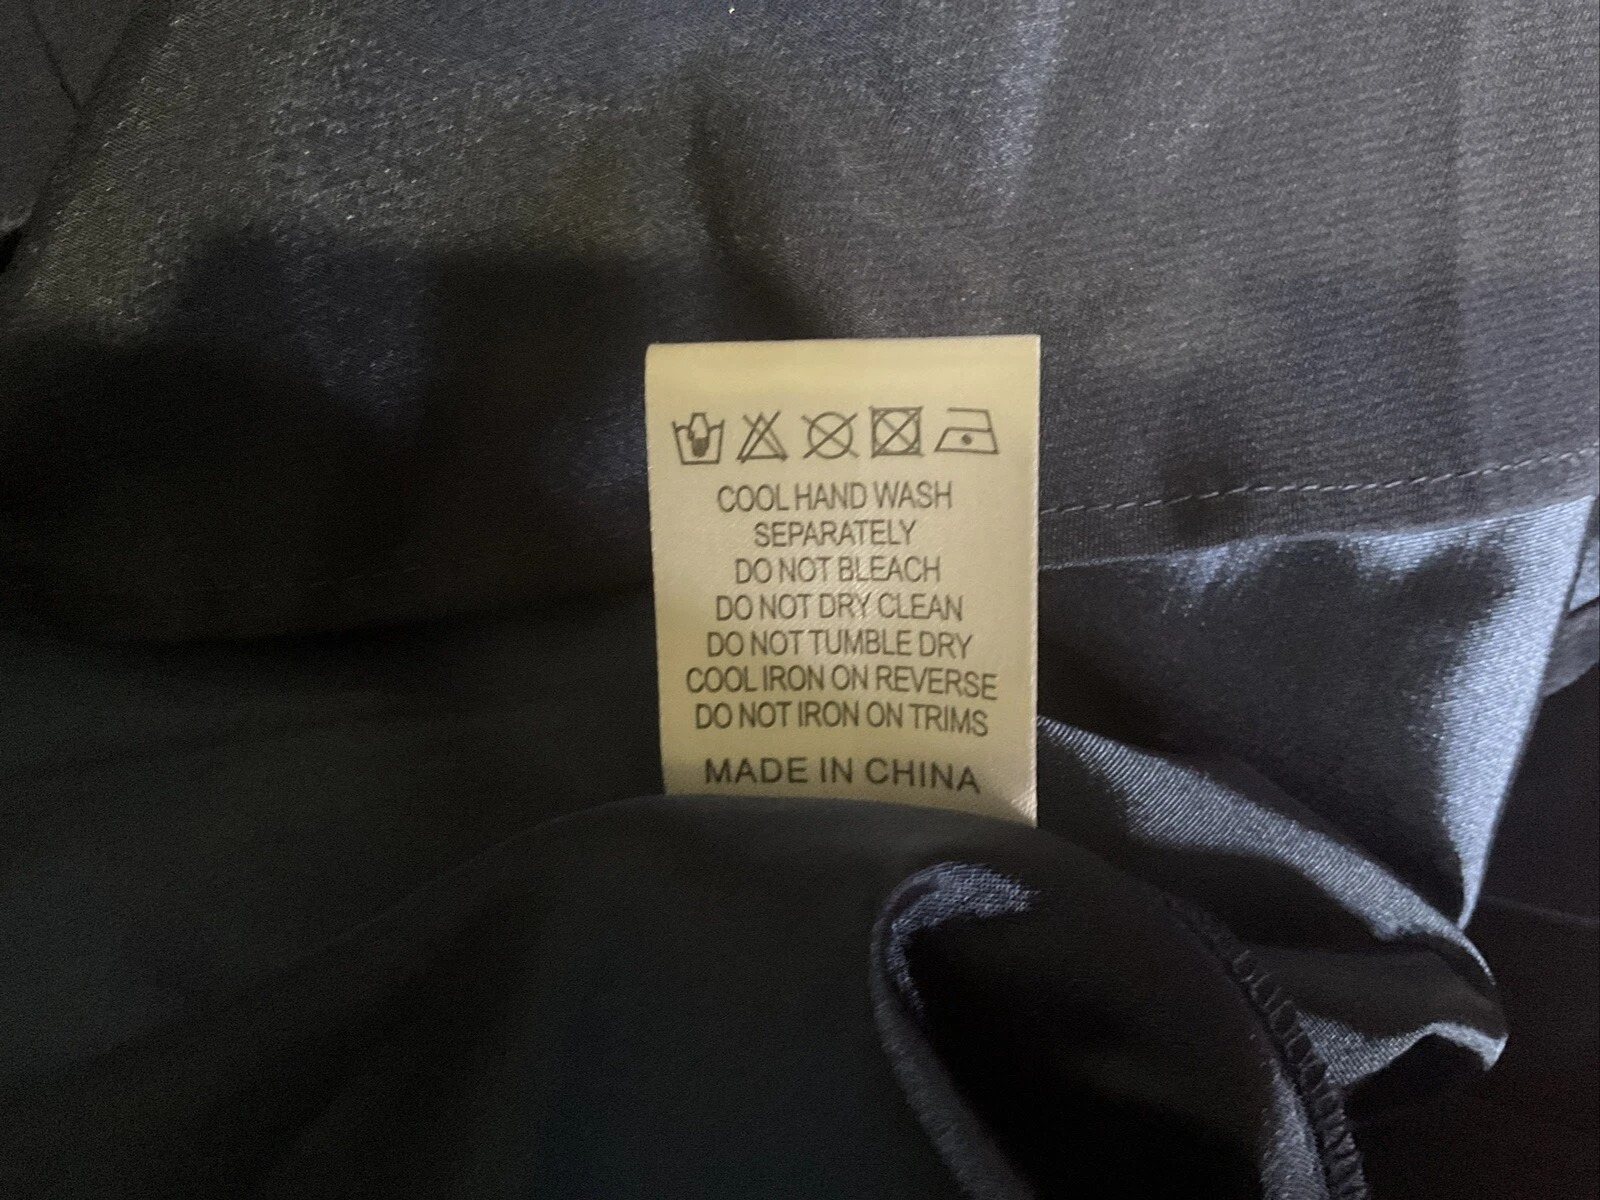 COOL HAND WASH
SEPARATELY
DO NOT BLEACH
DO NOT DRY CLEAN
DO NOT TUMBLE DRY
COOL IRON ON REVERSE
DO NOT IRON ON TRIMS
MADE IN CHINA